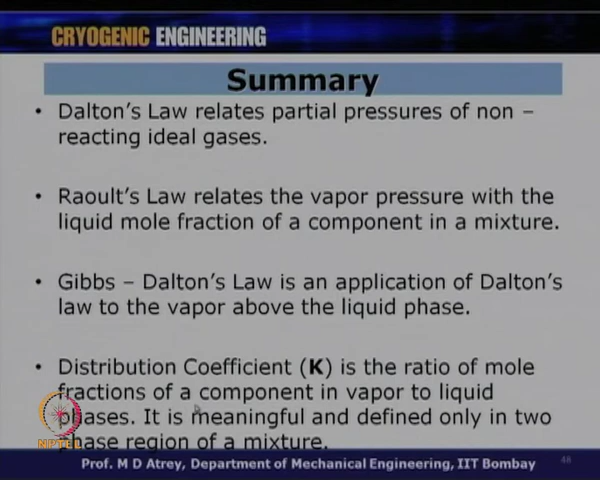 CRYOGENIC ENGINEERING
Summary
• Dalton's Law relates partial pressures of non –
reacting ideal gases.
• Raoult's Law relates the vapor pressure with the
liquid mole fraction of a component in a mixture.
• Gibbs – Dalton's Law is an application of Dalton's
law to the vapor above the liquid phase.
• Distribution Coefficient (K) is the ratio of mole
fractions of a component in vapor to liquid
phases. It is meaningful and defined only in two
phase region of a mixture.
NPTEL
Prof. M D Atrey, Department of Mechanical Engineering, IIT Bombay
48